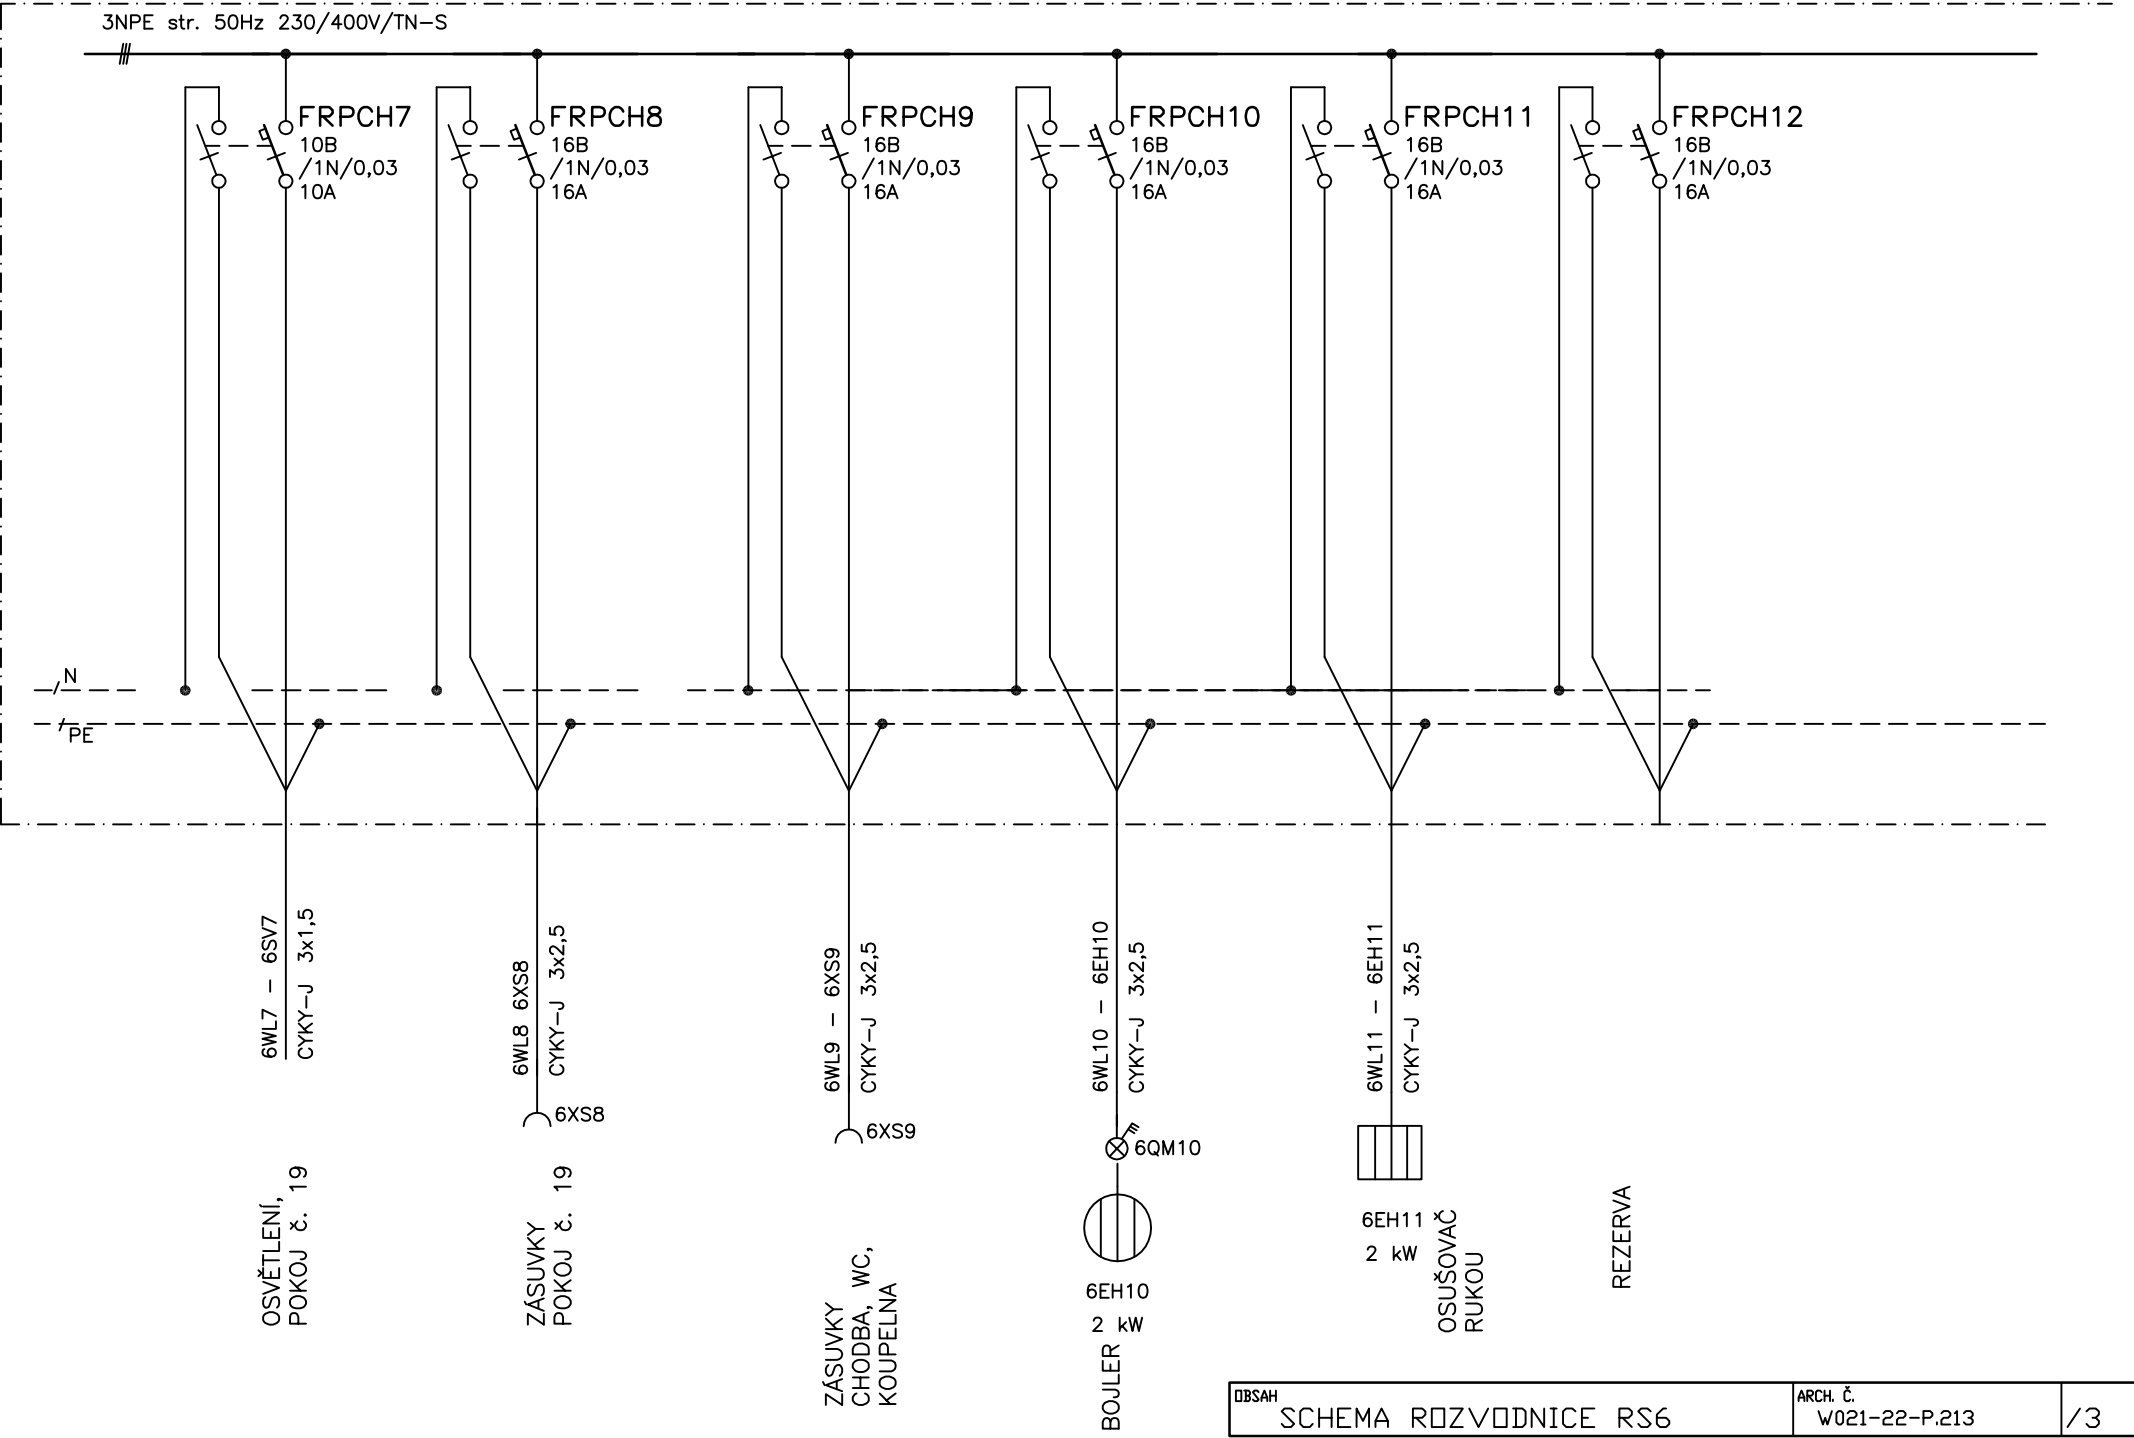 3NPE str. 50Hz 230/400V/TN-S
FRPCH7
10B
/1N/0,03
10A
FRPCH8
16B
/1N/0,03
16A
FRPCH9
16B
/1N/0,03
16A
FRPCH10
16B
/1N/0,03
16A
FRPCH11
16B
/1N/0,03
16A
FRPCH12
16B
/1N/0,03
16A
N
PE
6WL7 - 6SV7
CYKY-J 3x1,5
6WL8 6XS8
CYKY-J 3x2,5
6WL9 - 6XS9
CYKY-J 3x2,5
6WL10 - 6EH10
CYKY-J 3x2,5
6WL11 - 6EH11
CYKY-J 3x2,5
6XS8
6XS9
6QM10
OSVĚTLENÍ,
POKOJ č. 19
ZÁSUVKY
POKOJ č. 19
ZÁSUVKY
CHODBA, WC,
KOUPELNA
6EH10
2 kW
BOJLER
6EH11
2 kW
OSUŠOVAČ
RUKOU
REZERVA
OBSAH
SCHEMA ROZVODNICE RS6
ARCH. Č.
W021-22-P.213
/3